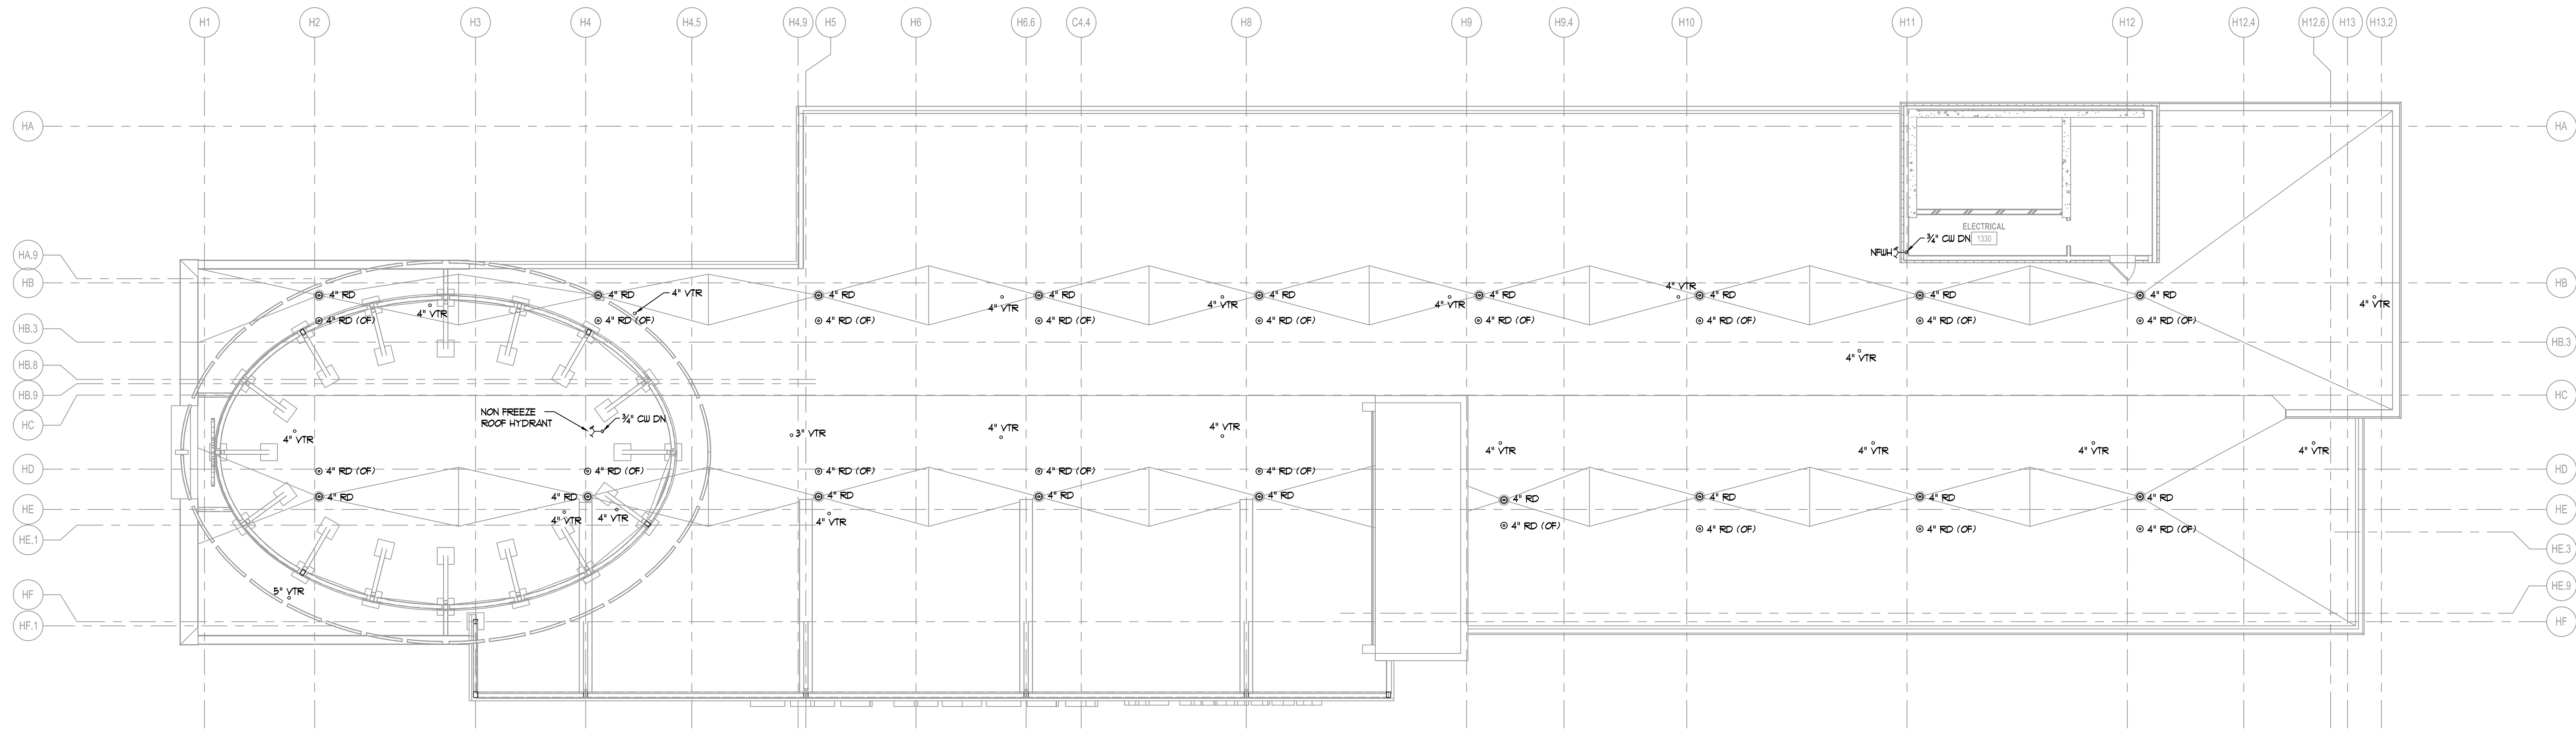 H1 H2 H3 H4 H4.5 H4.9 H5 H6 H6.6 C4.4 H8 H9 H9.4 H10 H11 H12 H12.4 H12.6 H13 H13.2
HA HA
ELECTRICAL
1330
¾" CW DN
NFWH
HA.9
HB HB
4" RD 4" RD 4" RD 4" RD 4" RD 4" RD 4" RD 4" RD 4" RD
4" VTR 4" VTR 4" VTR 4" VTR 4" VTR 4" VTR 4" VTR
4" RD (OF) 4" RD (OF) 4" RD (OF) 4" RD (OF) 4" RD (OF) 4" RD (OF) 4" RD (OF) 4" RD (OF) 4" RD (OF)
HB.3 HB.3
4" VTR
HB.8
HB.9
HC HC
NON FREEZE
ROOF HYDRANT
¾" CW DN
4" VTR 3" VTR 4" VTR 4" VTR 4" VTR 4" VTR 4" VTR 4" VTR
HD HD
4" RD (OF) 4" RD (OF) 4" RD (OF) 4" RD (OF) 4" RD (OF)
4" RD 4" RD 4" RD 4" RD 4" RD 4" RD 4" RD 4" RD 4" RD
HE HE
4" VTR 4" VTR 4" VTR
4" RD (OF) 4" RD (OF) 4" RD (OF) 4" RD (OF)
HE.1 HE.3
5" VTR
HF HE.9
HF.1 HF